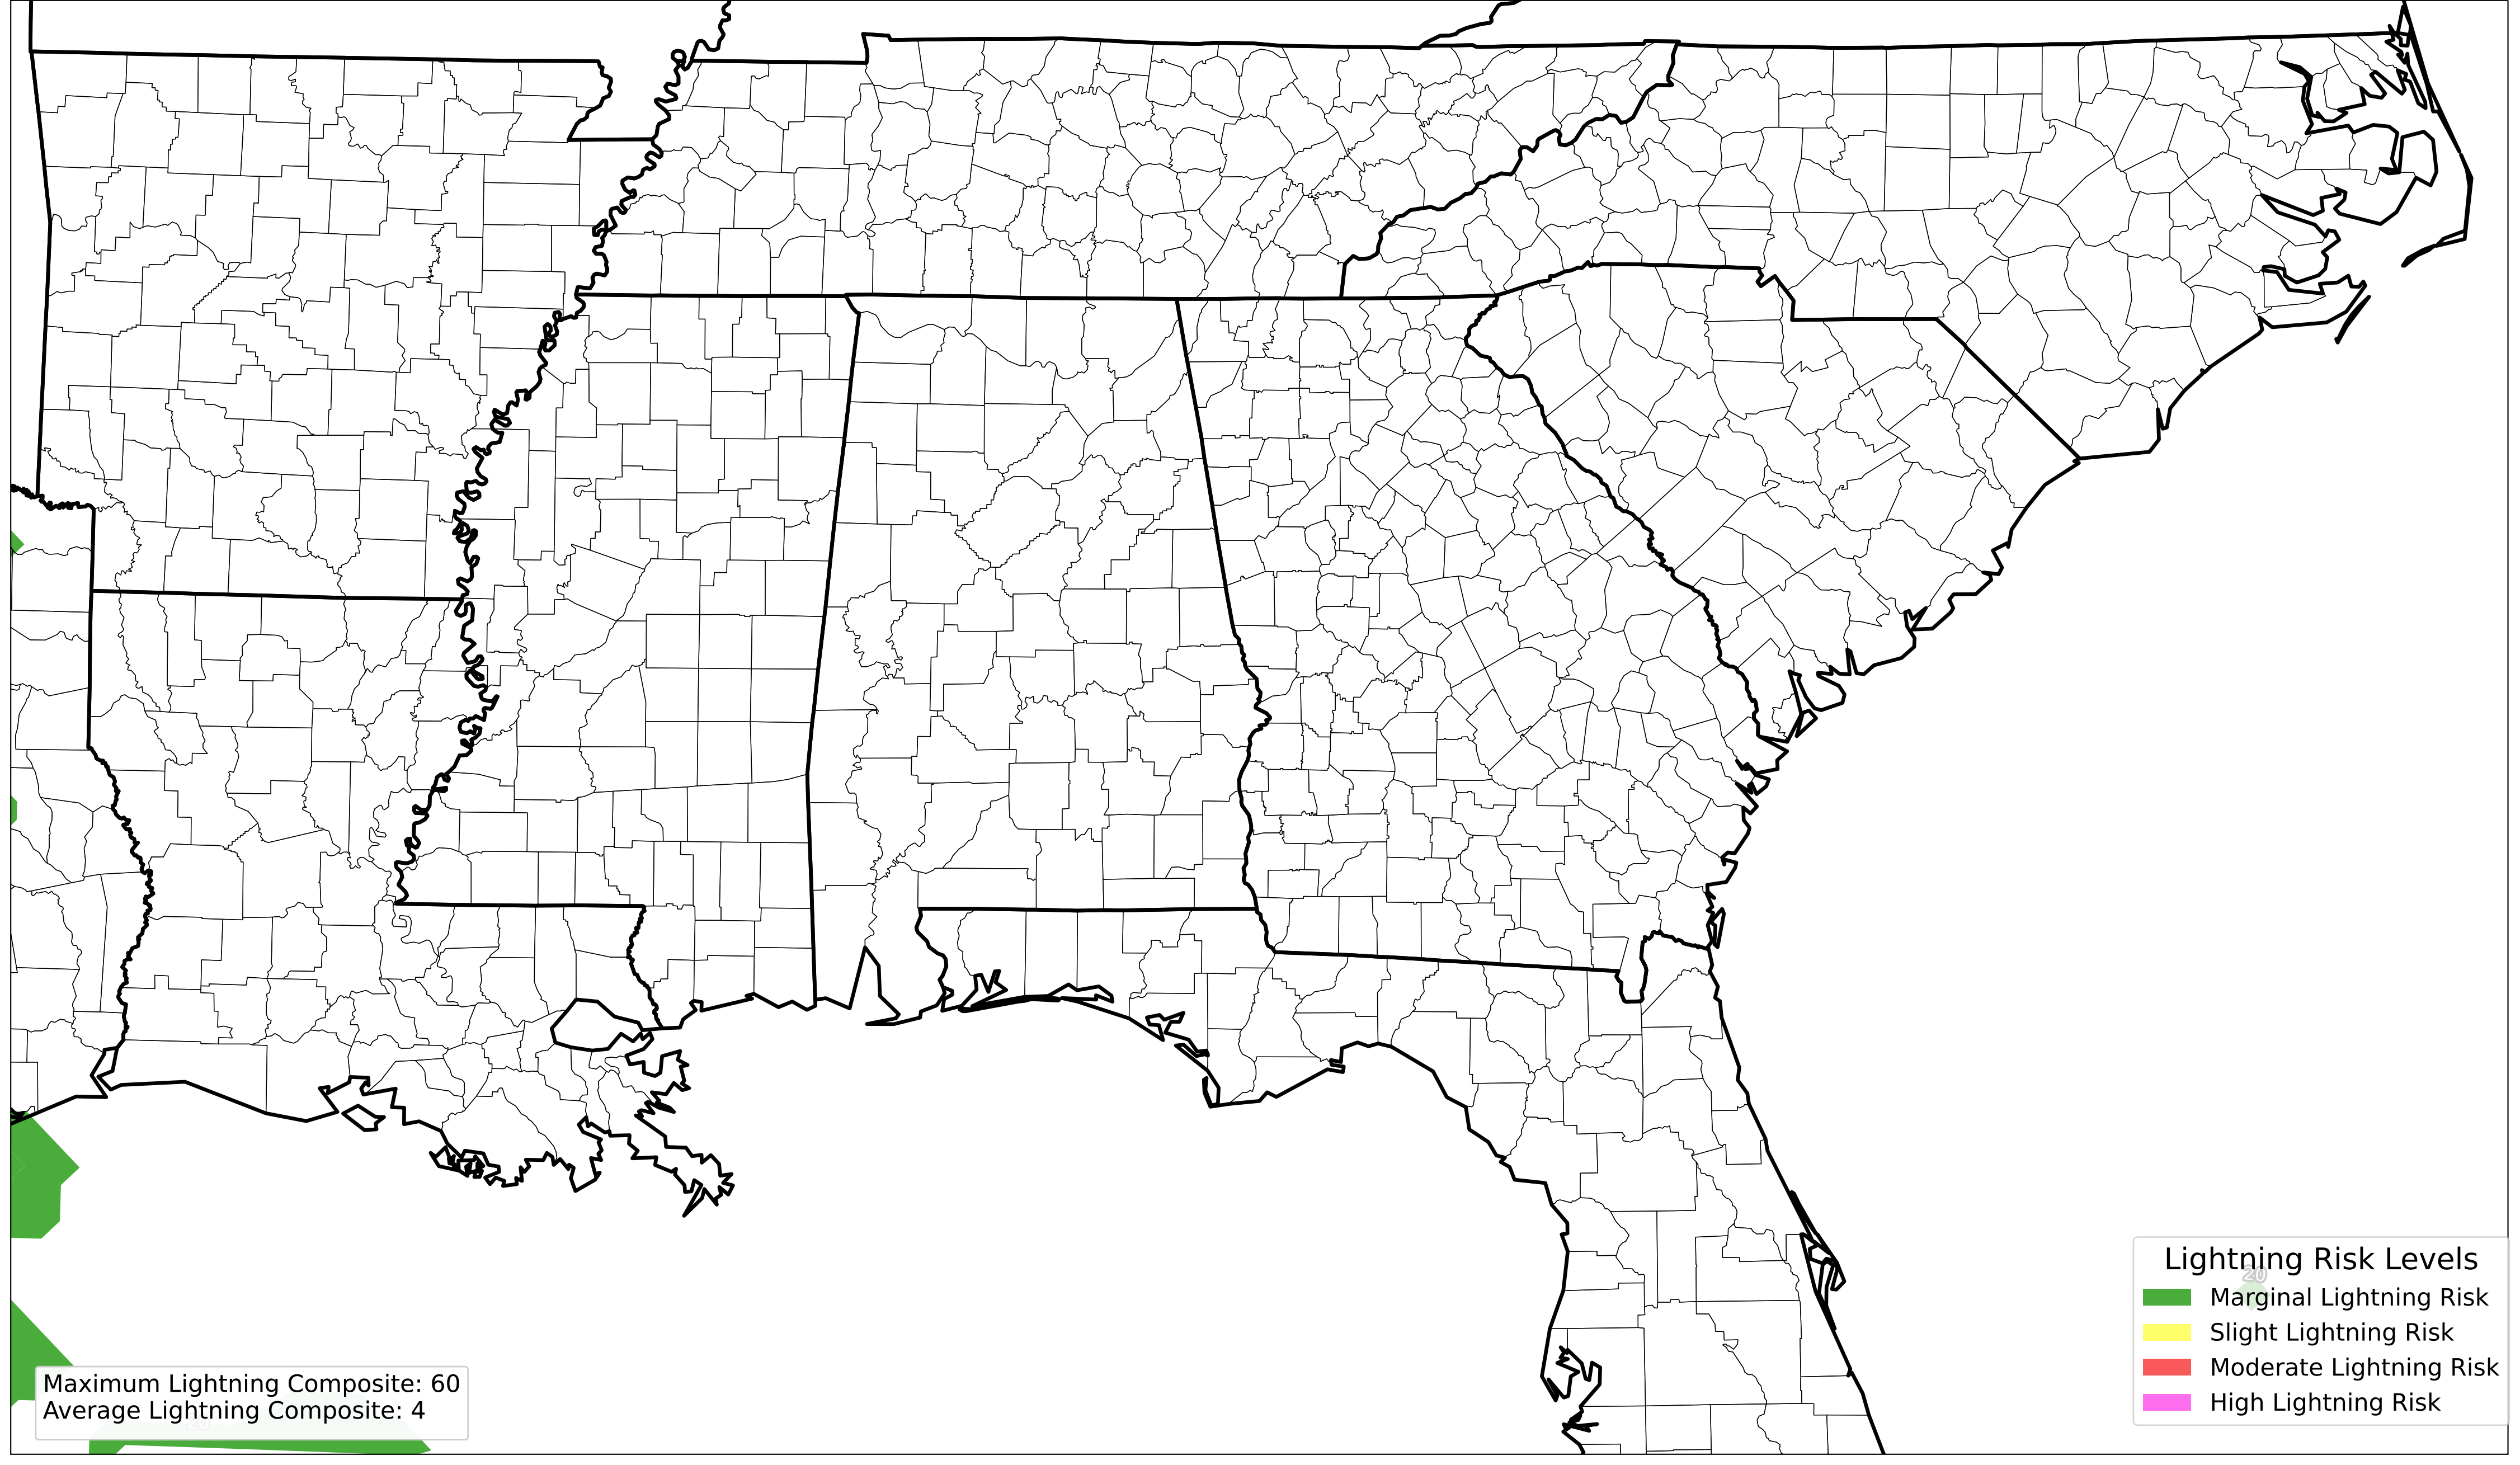 Maximum Lightning Composite: 60
Average Lightning Composite: 4
20
Lightning Risk Levels
Marginal Lightning Risk
Slight Lightning Risk
Moderate Lightning Risk
High Lightning Risk